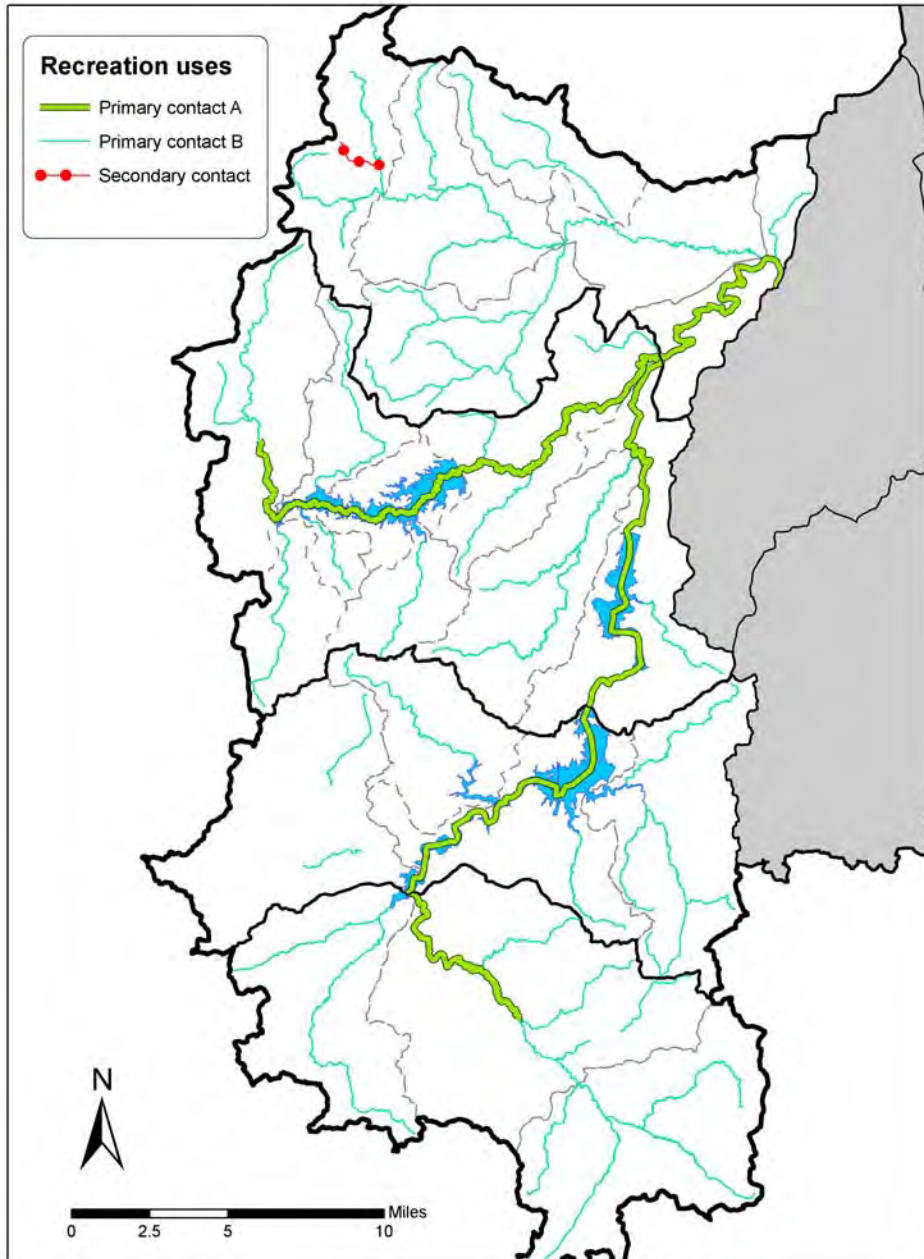 Recreation uses
Primary contact A
Primary contact B
Secondary contact
N
Miles
0 2.5 5 10